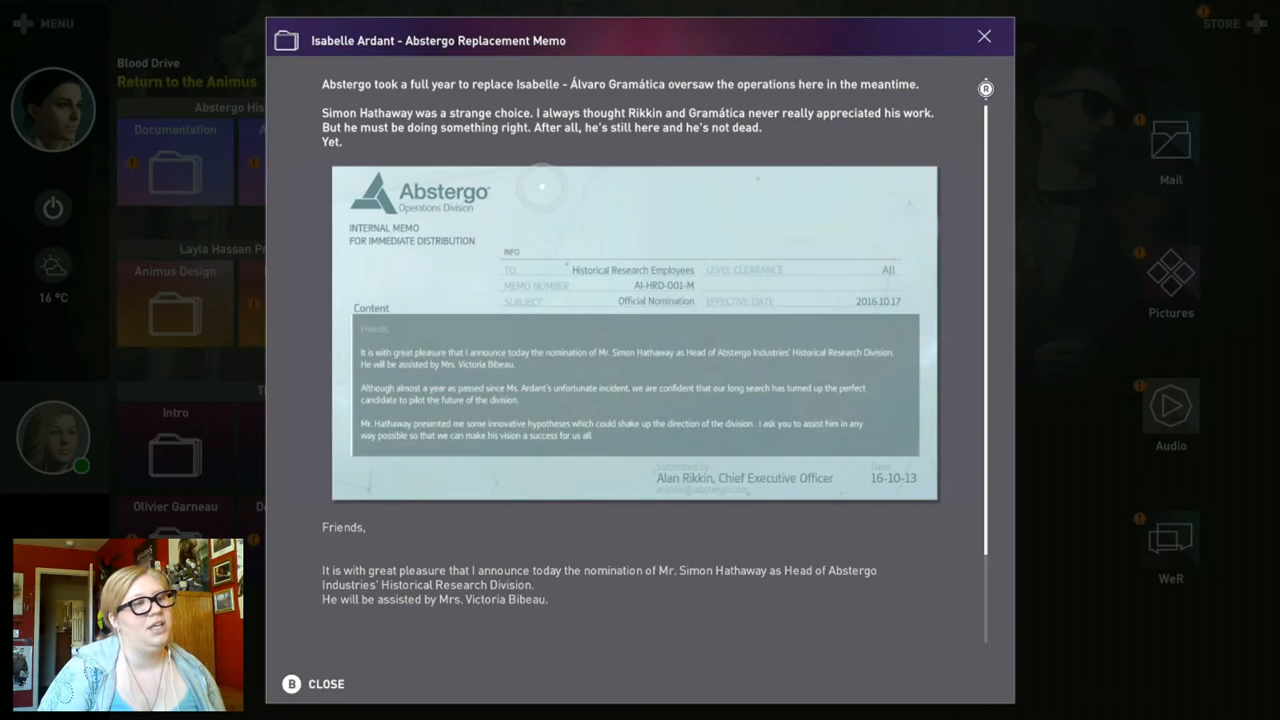 MENU
STORE
Isabelle Ardant - Abstergo Replacement Memo
Blood Drive
Return to the Animus
Abstergo His
Documentation
A
Layla Hassan Pr
Animus Design
16 °C
Intro
Olivier Garneau
De
Abstergo took a full year to replace Isabelle - Álvaro Gramática oversaw the operations here in the meantime.
Simon Hathaway was a strange choice. I always thought Rikkin and Gramática never really appreciated his work.
But he must be doing something right. After all, he's still here and he's not dead.
Yet.
Abstergo
Operations Division
INTERNAL MEMO
FOR IMMEDIATE DISTRIBUTION
INFO
TO Historical Research Employees LEVEL CLEARANCE All
MEMO NUMBER AI-HRD-001-M
SUBJECT Official Nomination EFFECTIVE DATE 2016.10.17
Content
Friends,
It is with great pleasure that I announce today the nomination of Mr. Simon Hathaway as Head of Abstergo Industries' Historical Research Division.
He will be assisted by Mrs. Victoria Bibeau.
Although almost a year as passed since Ms. Ardant's unfortunate incident, we are confident that our long search has turned up the perfect
candidate to pilot the future of the division.
Mr. Hathaway presented me some innovative hypotheses which could shake up the direction of the division. I ask you to assist him in any
way possible so that we can make his vision a success for us all.
Submitted by Date
Alan Rikkin, Chief Executive Officer 16-10-13
arikkin@abstergo.com
Friends,
It is with great pleasure that I announce today the nomination of Mr. Simon Hathaway as Head of Abstergo
Industries' Historical Research Division.
He will be assisted by Mrs. Victoria Bibeau.
B CLOSE
R
Mail
Pictures
Audio
WeR